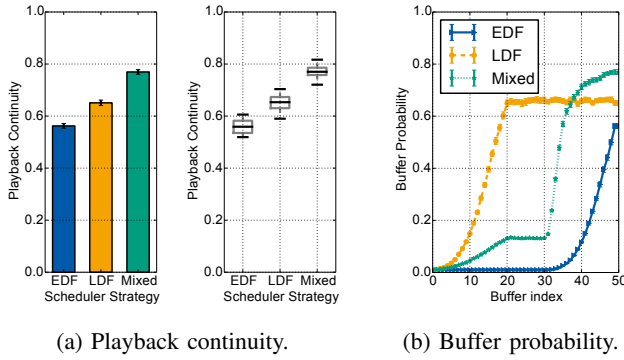 1.0
0.8
0.6
0.4
0.2
0.0
Playback Continuity
EDF LDF Mixed
Scheduler Strategy
1.0
0.8
0.6
0.4
0.2
0.0
Playback Continuity
EDF LDF Mixed
Scheduler Strategy
(a) Playback continuity.
1.0
0.8
0.6
0.4
0.2
0.0
Buffer Probability
EDF
LDF
Mixed
0 10 20 30 40 50
Buffer index
(b) Buffer probability.